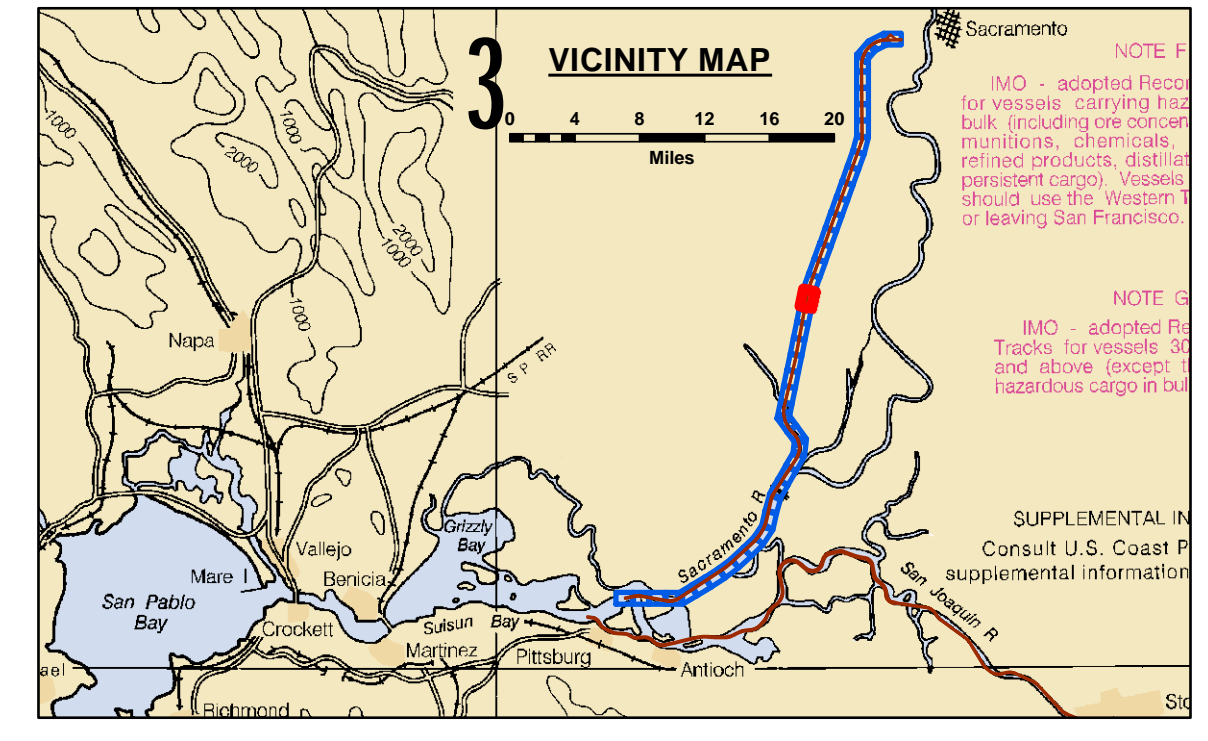 3
VICINITY MAP
0 4 8 12 16 20
Miles
Sacramento
NOTE F
IMO - adopted Recor
for vessels carrying haz
bulk (including ore concen
munitions, chemicals,
refined products, distillat
persistent cargo). Vessels
should use the Western T
or leaving San Francisco.
1000
2000
1000
2000
1000
1000
NOTE G
IMO - adopted Re
Tracks for vessels 30
and above (except t
hazardous cargo in bul
Napa
S P RR
Sacramento R
Grizzly
Bay
SUPPLEMENTAL IN
Consult U.S. Coast P
supplemental information
Vallejo
Mare I
Benicia
San Pablo
Bay
Crockett
Suisun Bay
Martinez
Pittsburg
Antioch
San Joaquin R
ael
Richmond
Sto